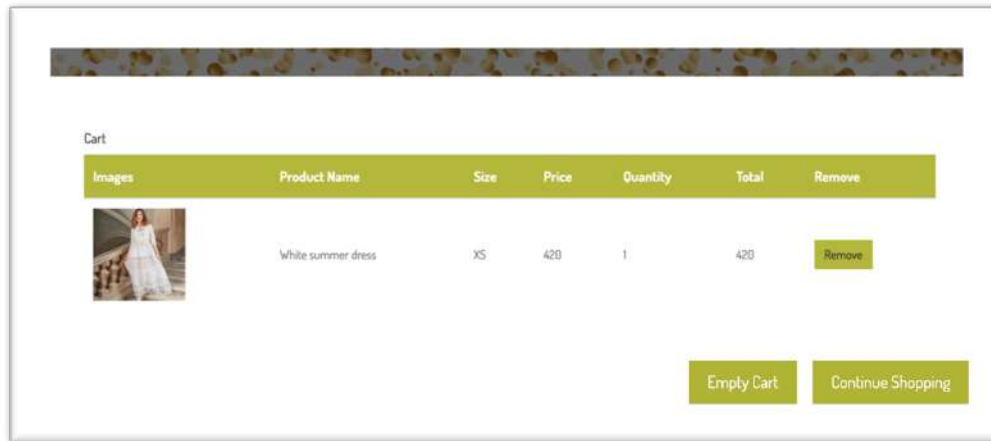 Cart
Images Product Name Size Price Quantity Total Remove
White summer dress XS 420 1 420 Remove
Empty Cart Continue Shopping